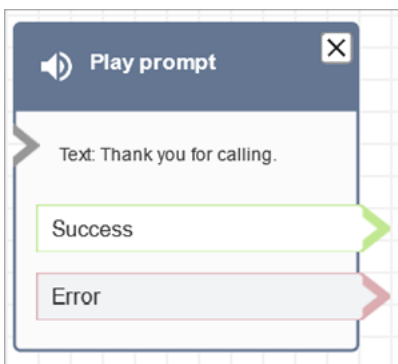 Play prompt
Text: Thank you for calling.
Success
Error